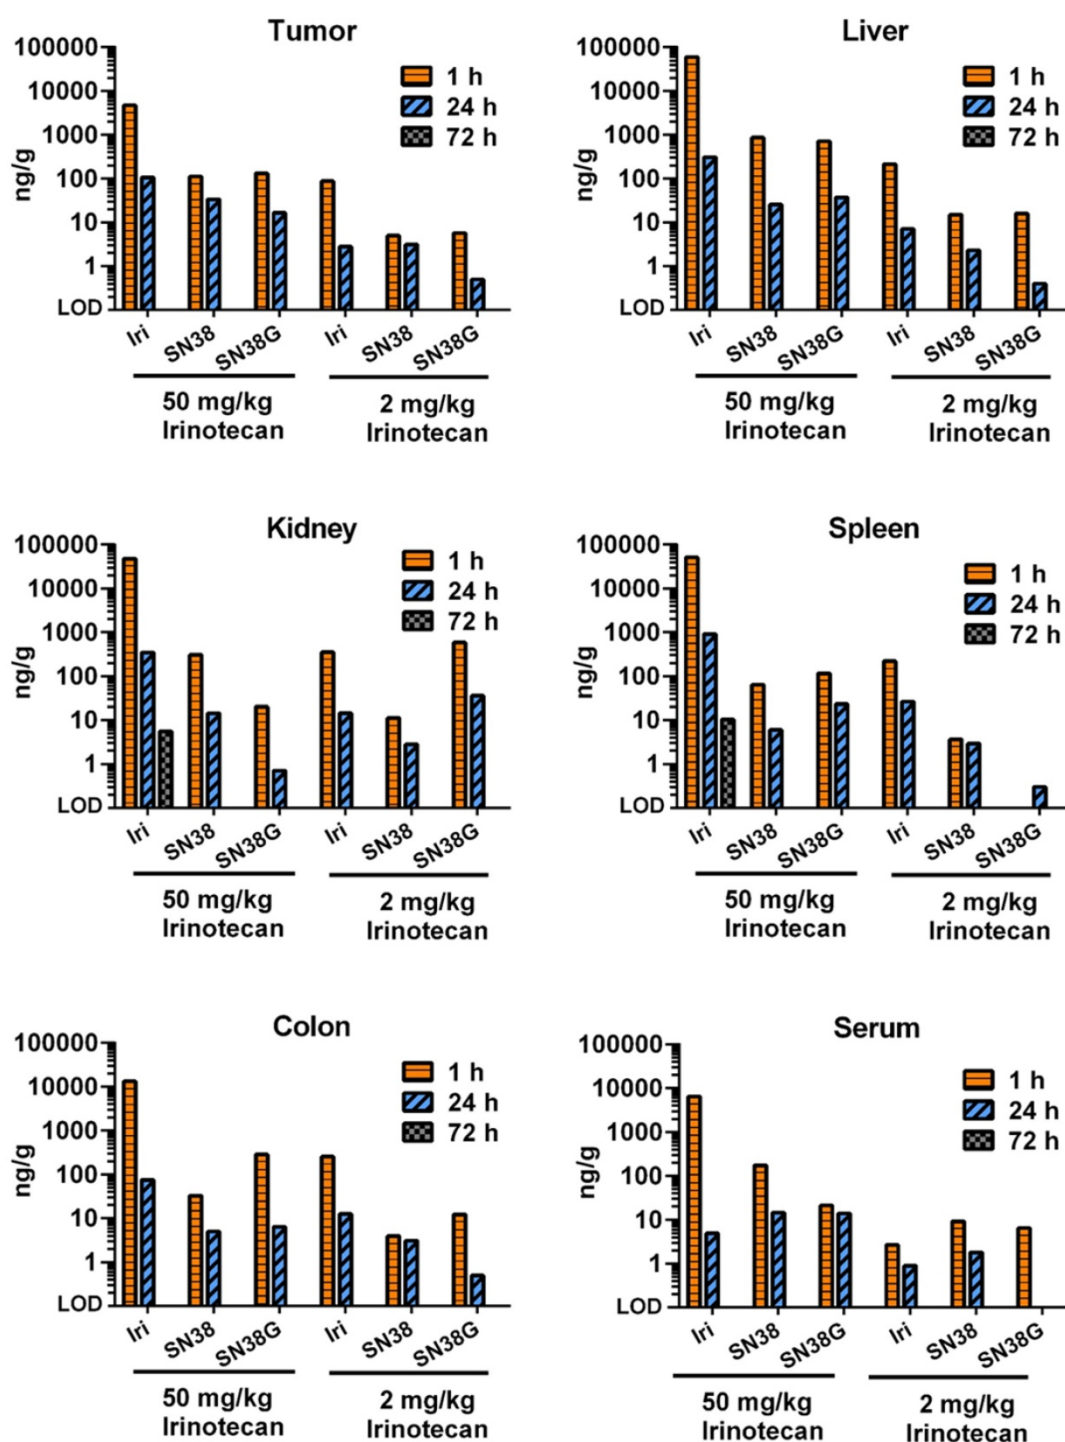 Tumor
100000
10000
1000
100
10
1
LOD
ng/g
1 h
24 h
72 h
Iri
SN38
SN38G
Iri
SN38
SN38G
50 mg/kg
Irinotecan
2 mg/kg
Irinotecan
Liver
100000
10000
1000
100
10
1
LOD
ng/g
1 h
24 h
72 h
Iri
SN38
SN38G
Iri
SN38
SN38G
50 mg/kg
Irinotecan
2 mg/kg
Irinotecan
Kidney
100000
10000
1000
100
10
1
LOD
ng/g
1 h
24 h
72 h
Iri
SN38
SN38G
Iri
SN38
SN38G
50 mg/kg
Irinotecan
2 mg/kg
Irinotecan
Spleen
100000
10000
1000
100
10
1
LOD
ng/g
1 h
24 h
72 h
Iri
SN38
SN38G
Iri
SN38
SN38G
50 mg/kg
Irinotecan
2 mg/kg
Irinotecan
Colon
100000
10000
1000
100
10
1
LOD
ng/g
1 h
24 h
72 h
Iri
SN38
SN38G
Iri
SN38
SN38G
50 mg/kg
Irinotecan
2 mg/kg
Irinotecan
Serum
100000
10000
1000
100
10
1
LOD
ng/g
1 h
24 h
72 h
Iri
SN38
SN38G
Iri
SN38
SN38G
50 mg/kg
Irinotecan
2 mg/kg
Irinotecan